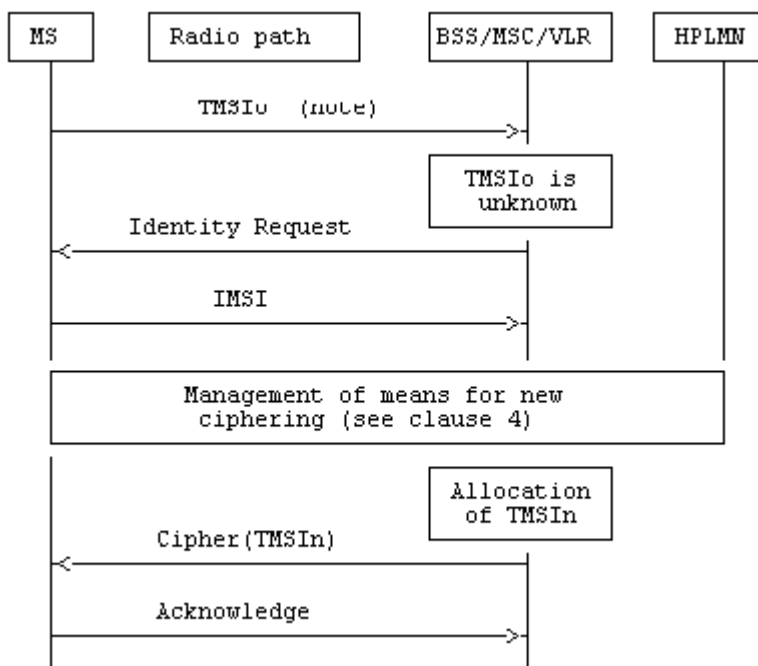 MS
Radio path
BSS/MSC/VLR
HPLMN
TMSIo (note)
TMSIo is
unknown
Identity Request
IMSI
Management of means for new
ciphering (see clause 4)
Allocation
of TMSIn
Cipher(TMSIn)
Acknowledge